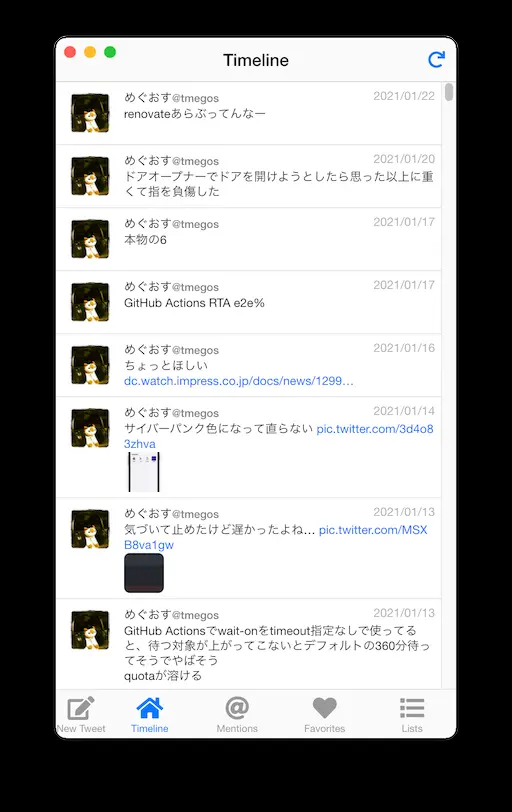 Timeline
めぐおす@tmegos 2021/01/22
renovateあらぶってんなー
めぐおす@tmegos 2021/01/20
ドアオープナーでドアを開けようとしたら思った以上に重
くて指を負傷した
めぐおす@tmegos 2021/01/17
本物の6
めぐおす@tmegos 2021/01/17
GitHub Actions RTA e2e%
めぐおす@tmegos 2021/01/16
ちょっとほしい
dc.watch.impress.co.jp/docs/news/1299…
めぐおす@tmegos 2021/01/14
サイバーパンク色になって直らない pic.twitter.com/3d4o8
3zhva
めぐおす@tmegos 2021/01/13
気づいて止めたけど遅かったよね… pic.twitter.com/MSX
B8va1gw
めぐおす@tmegos 2021/01/13
GitHub Actionsでwait-onをtimeout指定なしで使ってる
と、待つ対象が上がってこないとデフォルトの360分待っ
てそうでやばそう
quotaが溶ける
New Tweet Timeline Mentions Favorites Lists